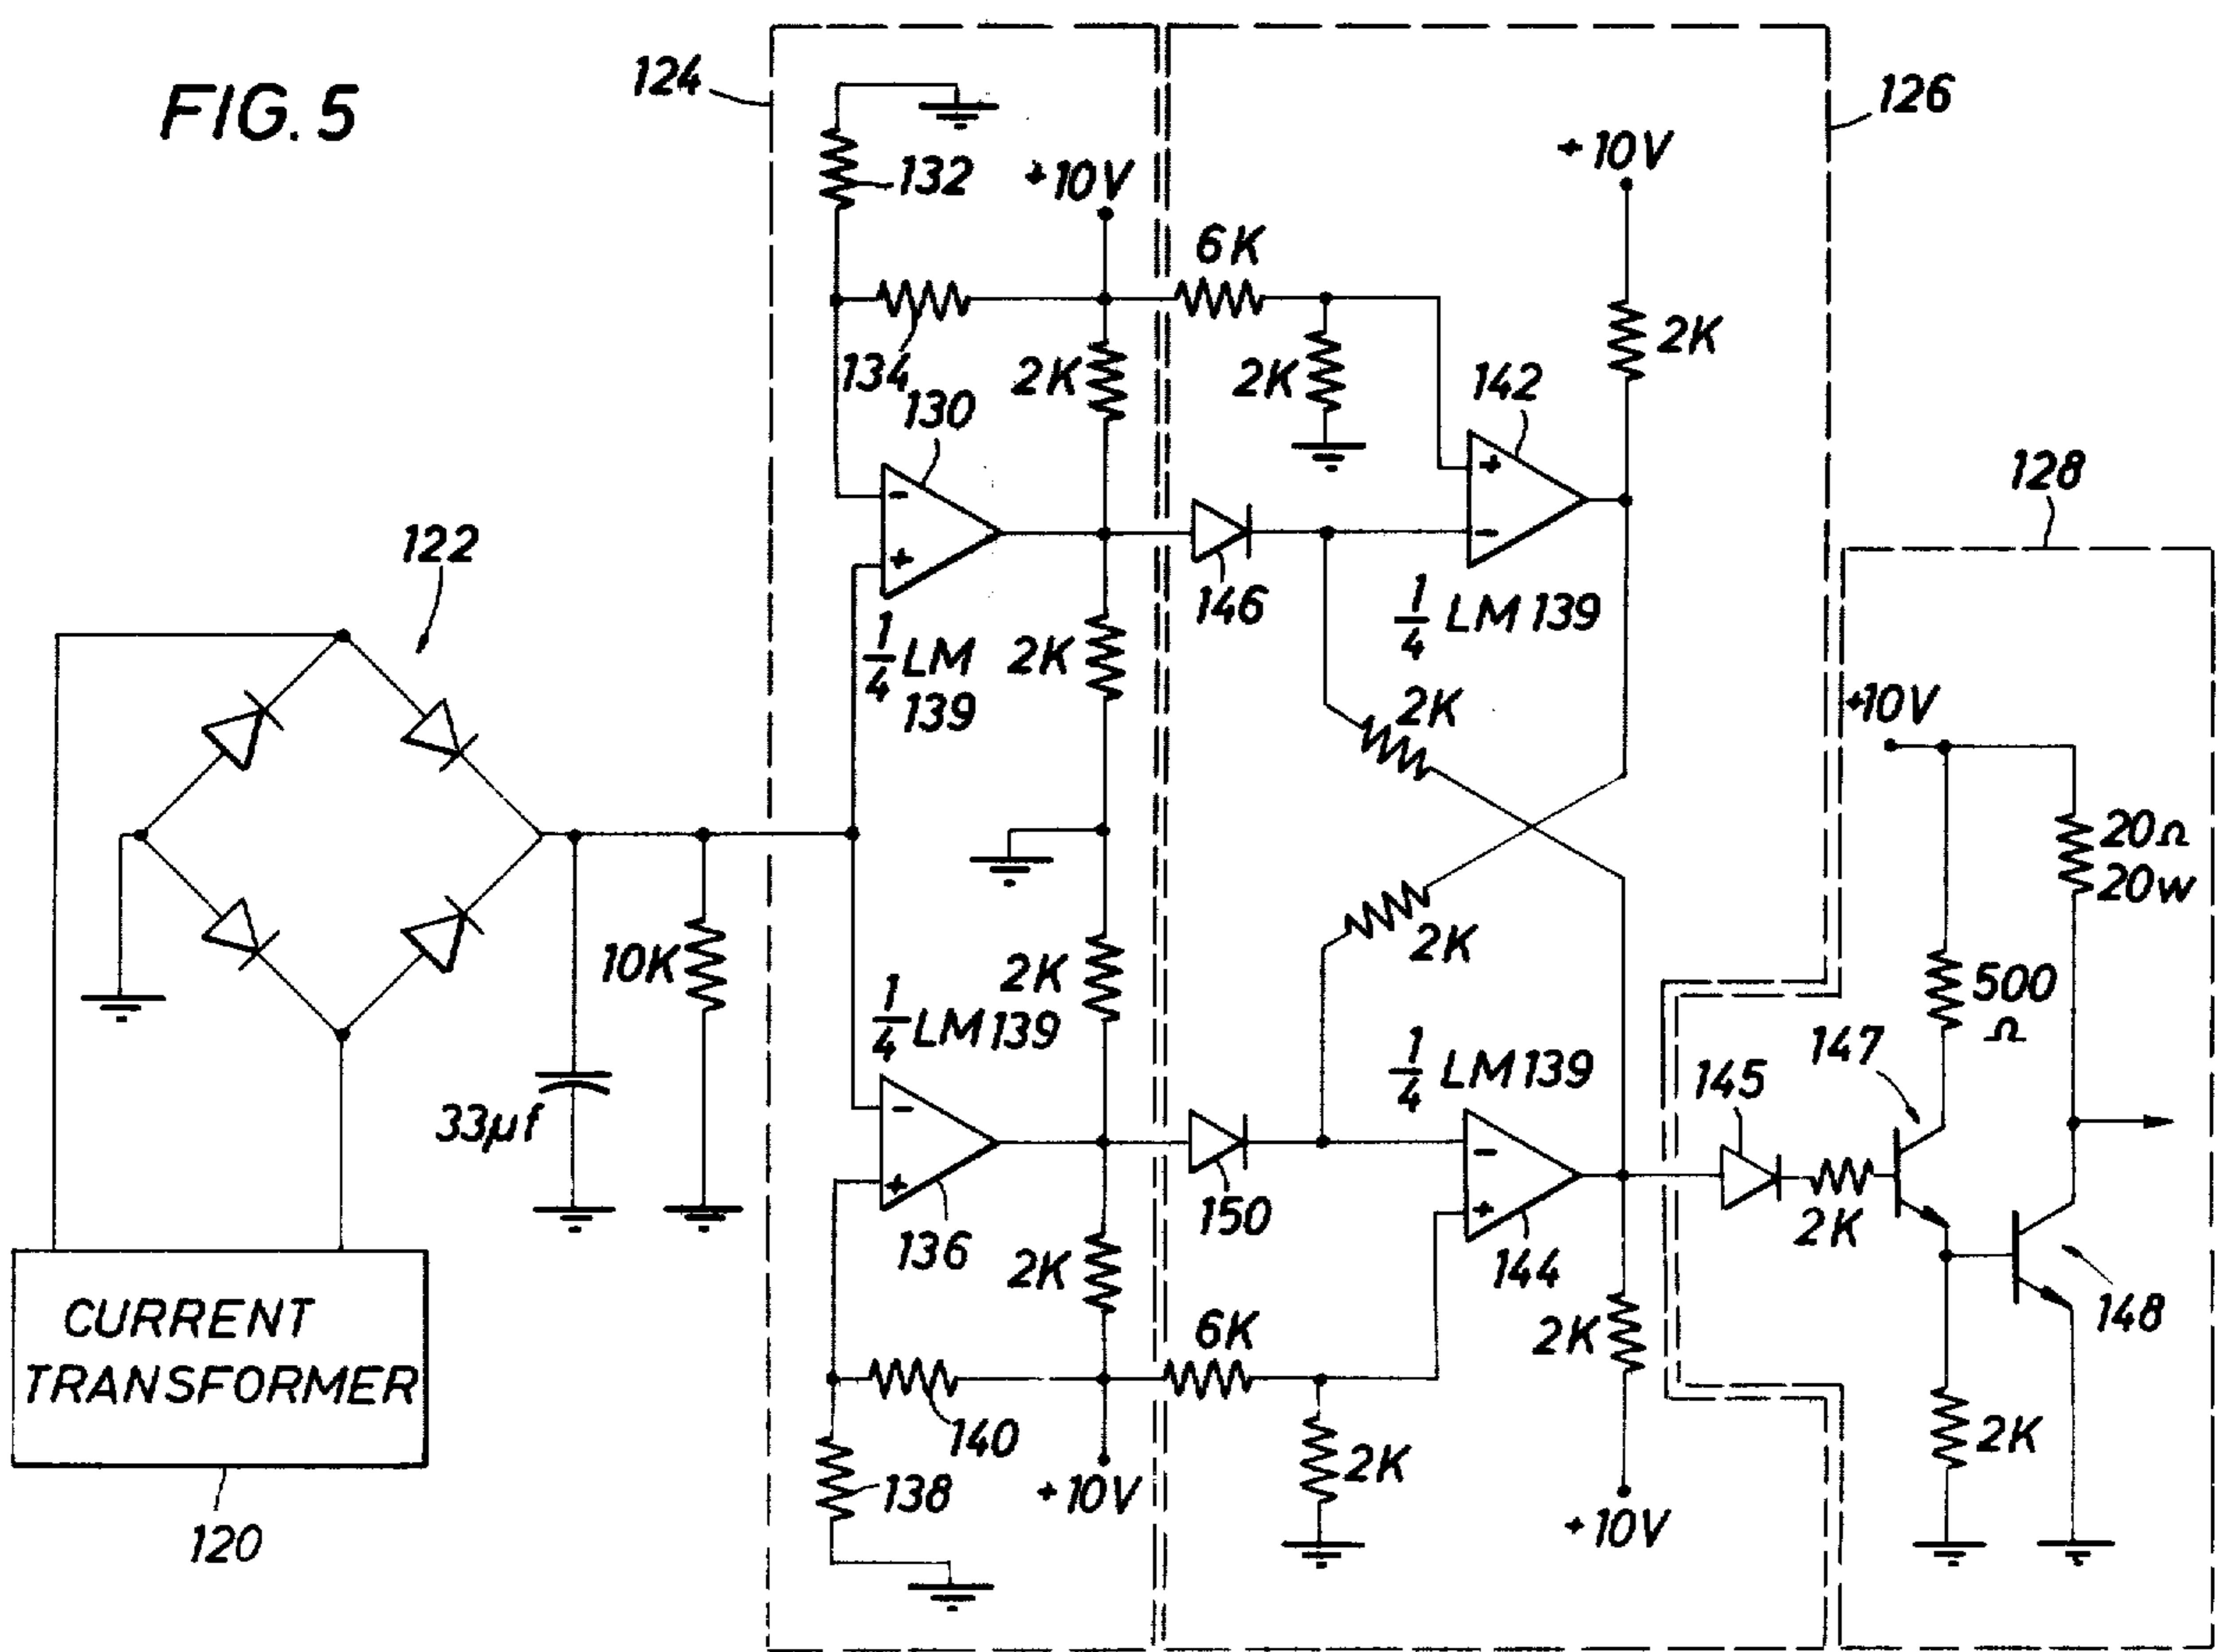 FIG. 5
124
126
132
+10V
+10V
6K
134
2K
2K
2K
142
130
-
+
+
-
128
122
146
1/4 LM 139
1/4 LM
139
2K
2K
+10V
20Ω
20W
10K
2K
2K
500
Ω
33µf
1/4 LM 139
1/4 LM 139
147
145
-
+
-
+
136
150
144
2K
2K
148
CURRENT
TRANSFORMER
6K
2K
140
2K
2K
138
+10V
+10V
120